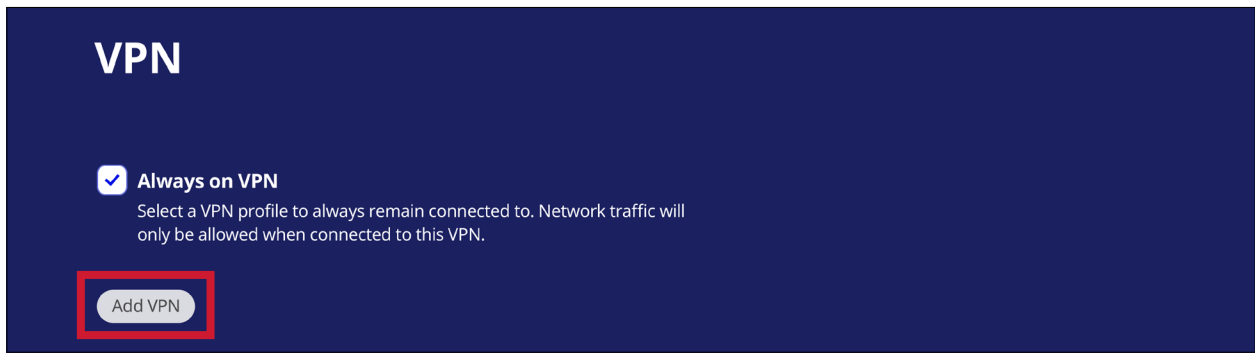 VPN
Always on VPN
Select a VPN profile to always remain connected to. Network traffic will
only be allowed when connected to this VPN.
Add VPN